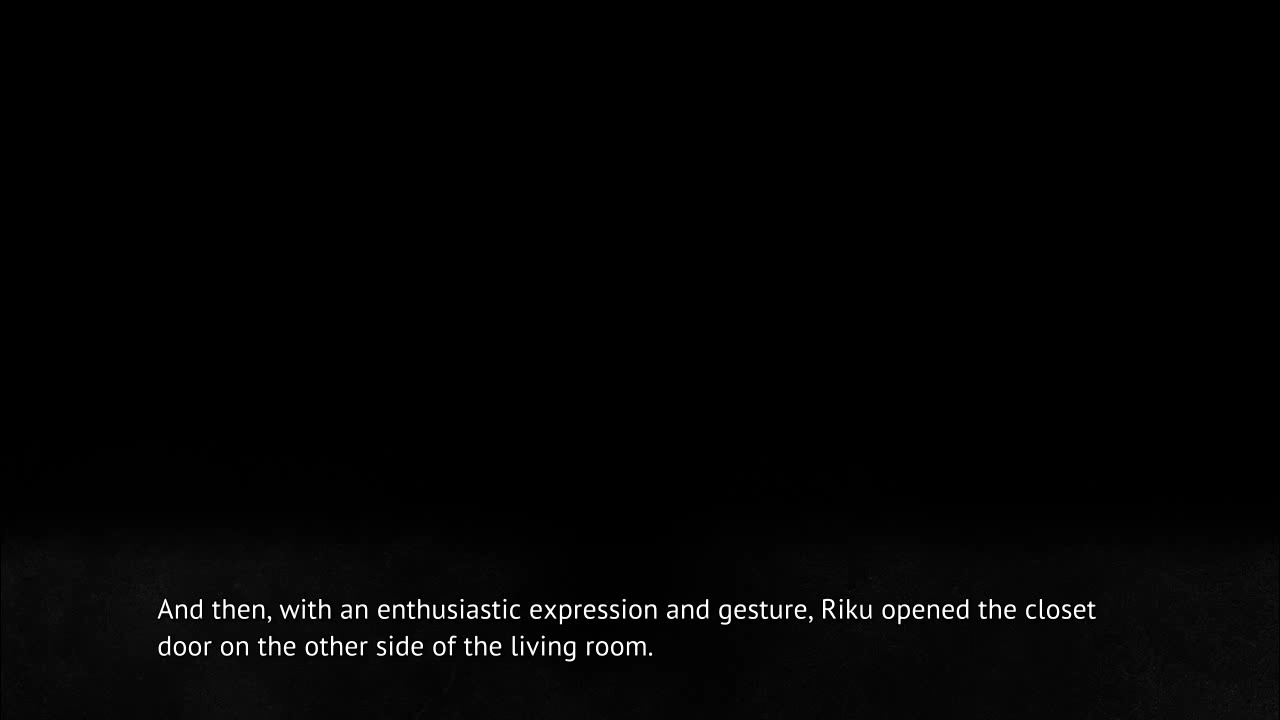 And then, with an enthusiastic expression and gesture, Riku opened the closet
door on the other side of the living room.